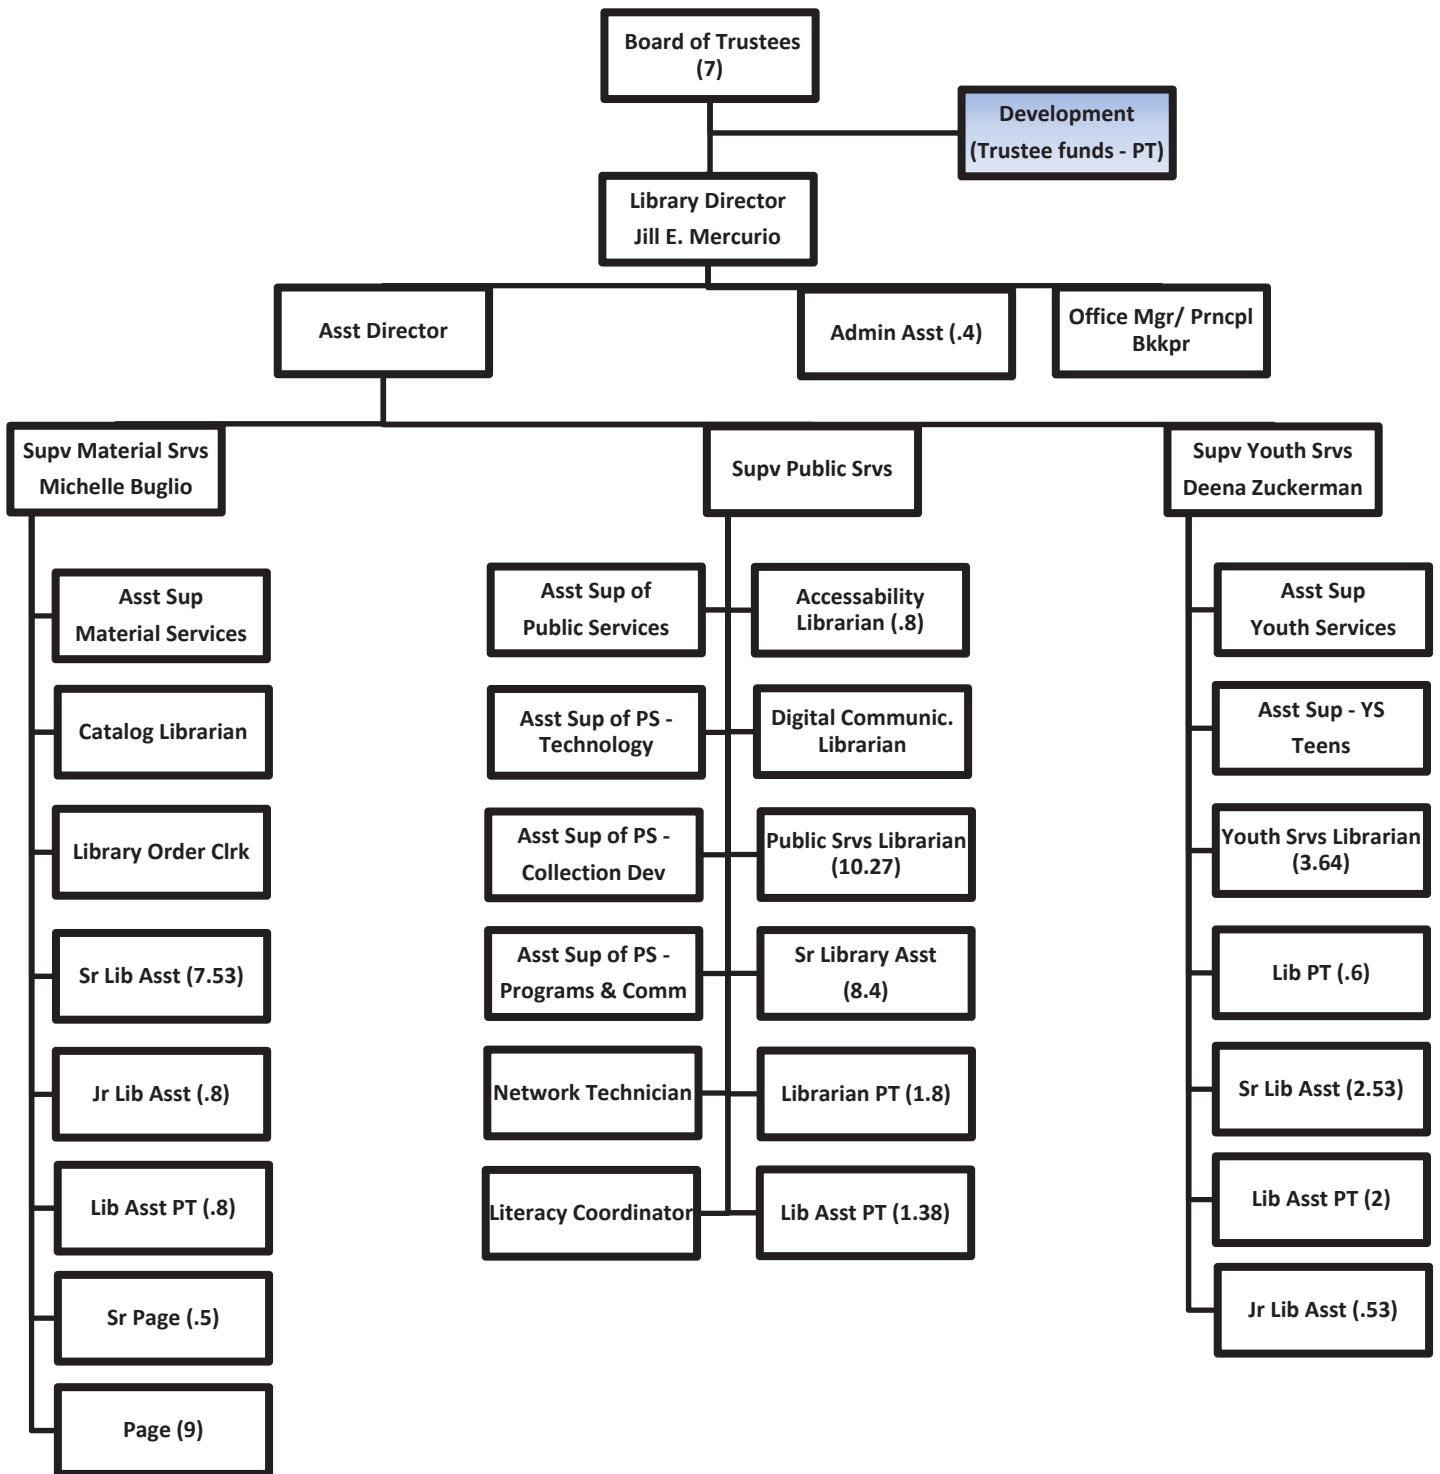 Board of Trustees
(7)
Development
(Trustee funds - PT)
Library Director
Jill E. Mercurio
Asst Director
Admin Asst (.4)
Office Mgr/ Prncpl
Bkkpr
Supv Material Srvs
Michelle Buglio
Supv Public Srvs
Supv Youth Srvs
Deena Zuckerman
Asst Sup
Material Services
Catalog Librarian
Library Order Clrk
Sr Lib Asst (7.53)
Jr Lib Asst (.8)
Lib Asst PT (.8)
Sr Page (.5)
Page (9)
Asst Sup of
Public Services
Asst Sup of PS -
Technology
Asst Sup of PS -
Collection Dev
Asst Sup of PS -
Programs & Comm
Network Technician
Literacy Coordinator
Accessability
Librarian (.8)
Digital Communic.
Librarian
Public Srvs Librarian
(10.27)
Sr Library Asst
(8.4)
Librarian PT (1.8)
Lib Asst PT (1.38)
Asst Sup
Youth Services
Asst Sup - YS
Teens
Youth Srvs Librarian
(3.64)
Lib PT (.6)
Sr Lib Asst (2.53)
Lib Asst PT (2)
Jr Lib Asst (.53)